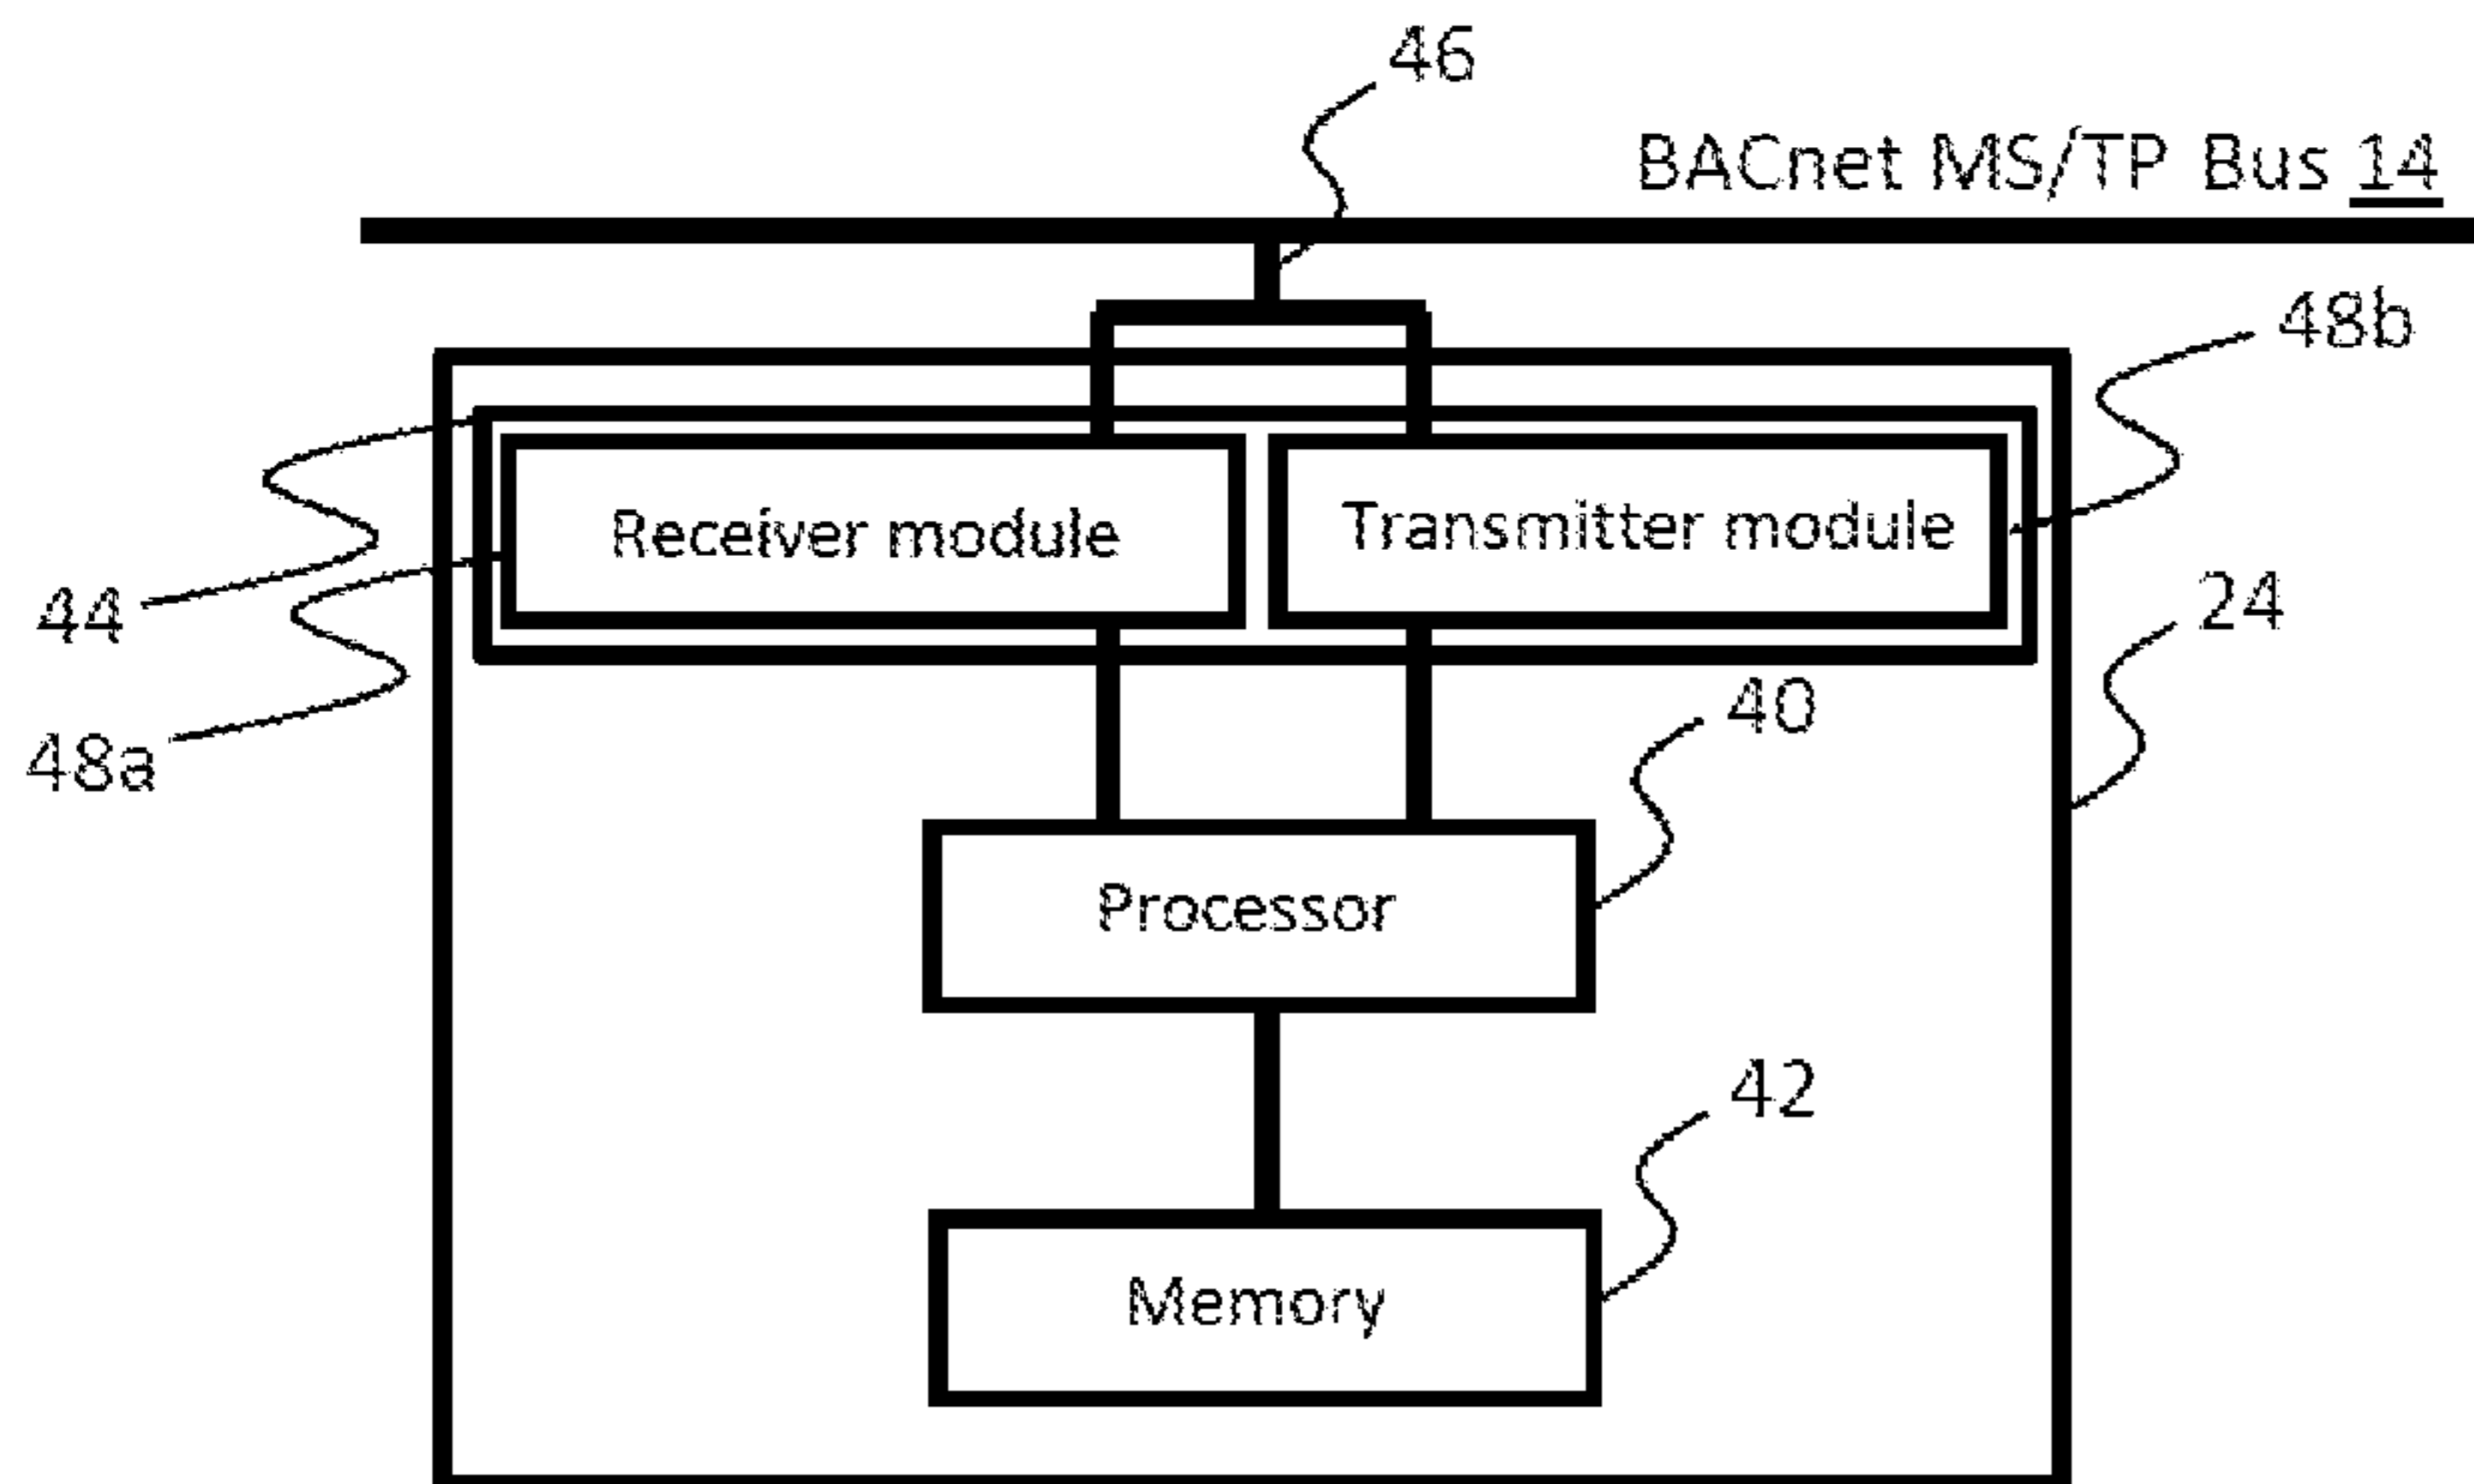 46
BACnet MS/TP Bus 14
48b
Receiver module
Transmitter module
44
24
40
48a
Processor
42
Memory